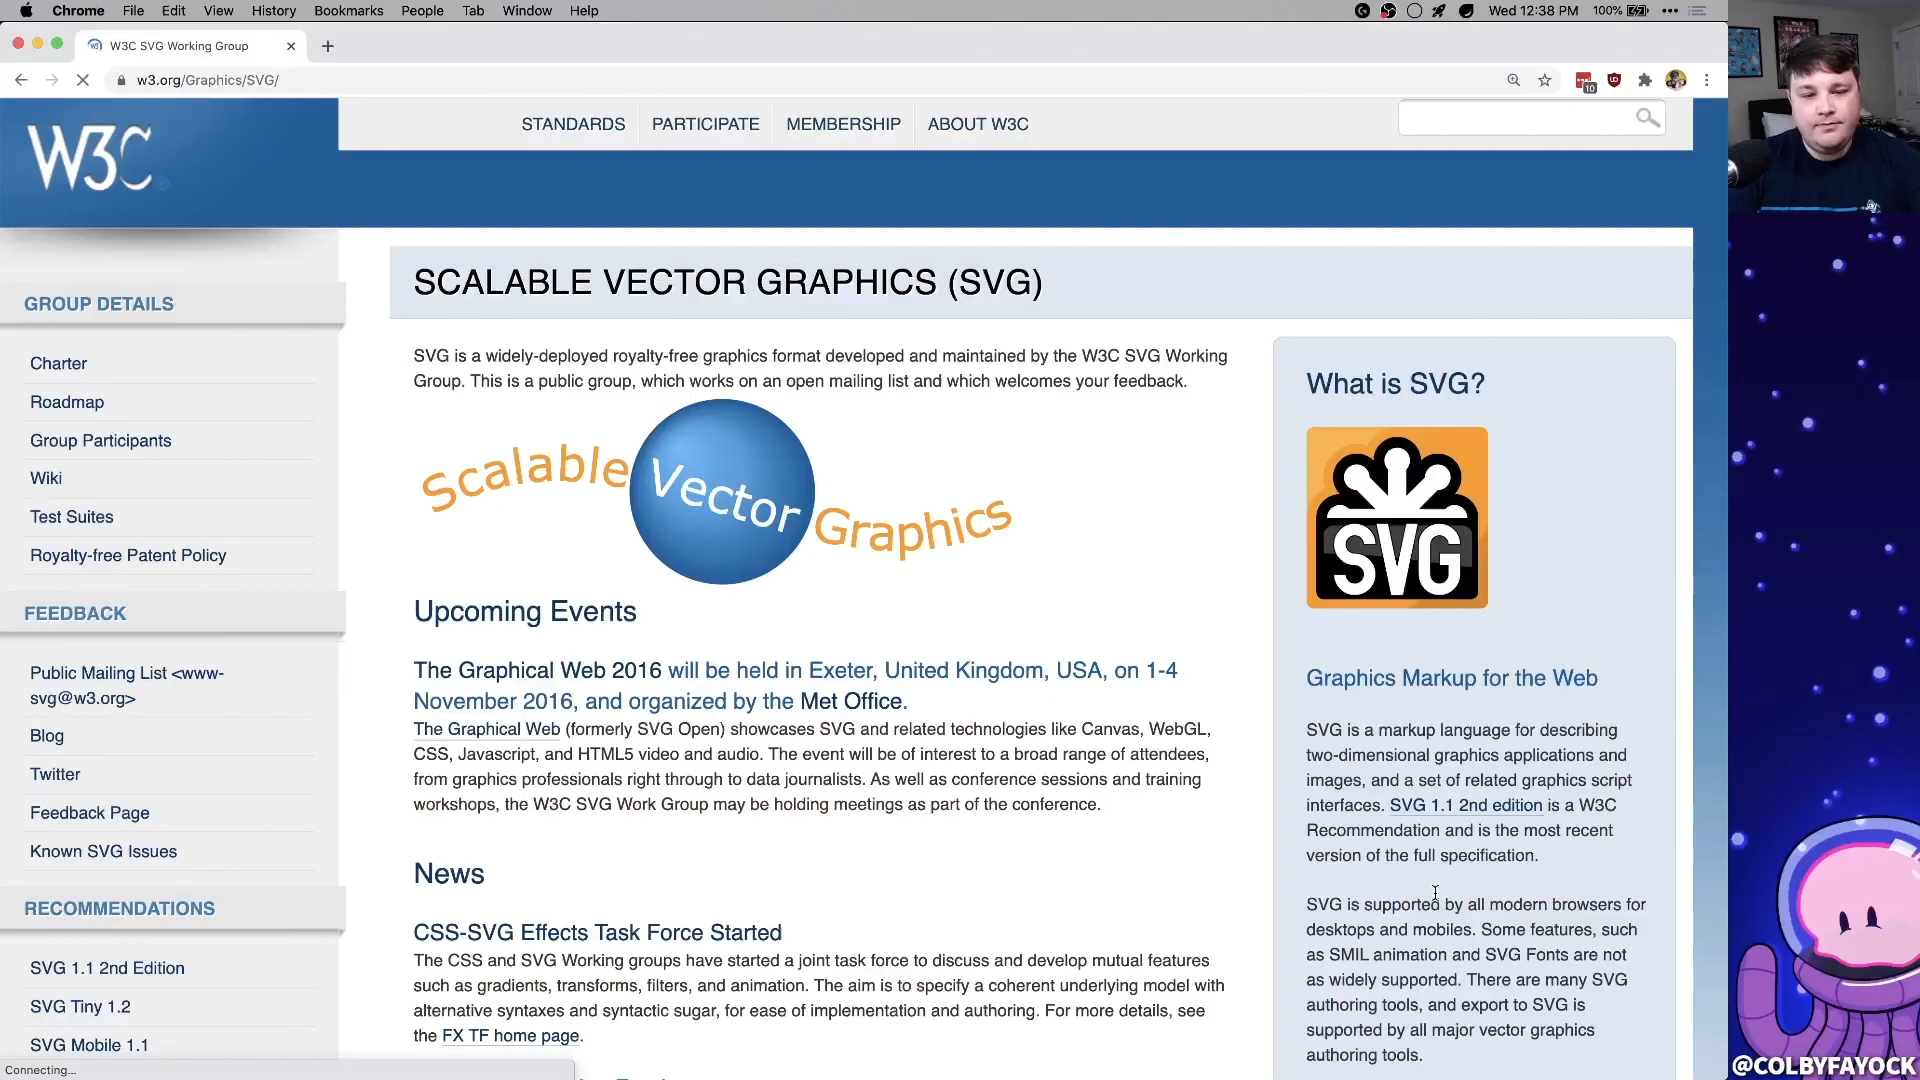 Chrome File Edit View History Bookmarks People Tab Window Help Wed 12:38 PM 100%
W3C SVG Working Group
w3.org/Graphics/SVG/
10
W3C
STANDARDS PARTICIPATE MEMBERSHIP ABOUT W3C
SCALABLE VECTOR GRAPHICS (SVG)
GROUP DETAILS
Charter
Roadmap
Group Participants
Wiki
Test Suites
Royalty-free Patent Policy
FEEDBACK
Public Mailing List <www-
svg@w3.org>
Blog
Twitter
Feedback Page
Known SVG Issues
RECOMMENDATIONS
SVG 1.1 2nd Edition
SVG Tiny 1.2
SVG Mobile 1.1
Connecting...
SVG is a widely-deployed royalty-free graphics format developed and maintained by the W3C SVG Working
Group. This is a public group, which works on an open mailing list and which welcomes your feedback.
Scalable Vector Graphics
Upcoming Events
The Graphical Web 2016 will be held in Exeter, United Kingdom, USA, on 1-4
November 2016, and organized by the Met Office.
The Graphical Web (formerly SVG Open) showcases SVG and related technologies like Canvas, WebGL,
CSS, Javascript, and HTML5 video and audio. The event will be of interest to a broad range of attendees,
from graphics professionals right through to data journalists. As well as conference sessions and training
workshops, the W3C SVG Work Group may be holding meetings as part of the conference.
News
CSS-SVG Effects Task Force Started
The CSS and SVG Working groups have started a joint task force to discuss and develop mutual features
such as gradients, transforms, filters, and animation. The aim is to specify a coherent underlying model with
alternative syntaxes and syntactic sugar, for ease of implementation and authoring. For more details, see
the FX TF home page.
What is SVG?
SVG
Graphics Markup for the Web
SVG is a markup language for describing
two-dimensional graphics applications and
images, and a set of related graphics script
interfaces. SVG 1.1 2nd edition is a W3C
Recommendation and is the most recent
version of the full specification.
SVG is supported by all modern browsers for
desktops and mobiles. Some features, such
as SMIL animation and SVG Fonts are not
as widely supported. There are many SVG
authoring tools, and export to SVG is
supported by all major vector graphics
authoring tools.
@COLBYFAYOCK